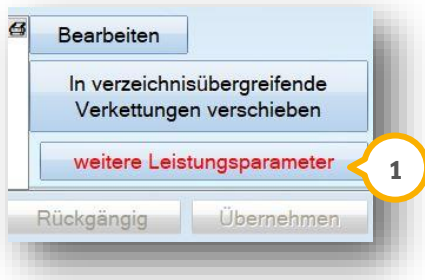 Bearbeiten
In verzeichnisübergreifende
Verkettungen verschieben
weitere Leistungsparameter
1
Rückgängig
Übernehmen